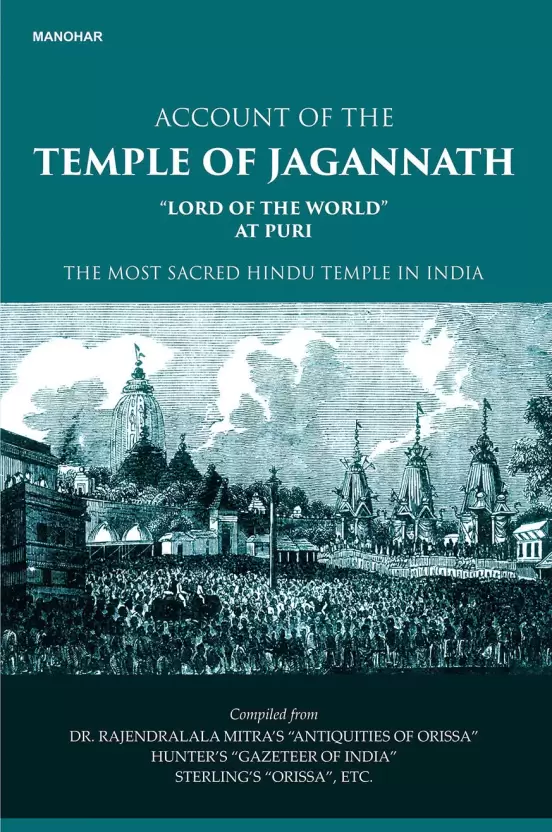 MANOHAR
ACCOUNT OF THE
TEMPLE OF JAGANNATH
“LORD OF THE WORLD”
AT PURI
THE MOST SACRED HINDU TEMPLE IN INDIA
Compiled from
DR. RAJENDRALALA MITRA’S “ANTIQUITIES OF ORISSA”
HUNTER’S “GAZETEER OF INDIA”
STERLING’S “ORISSA”, ETC.